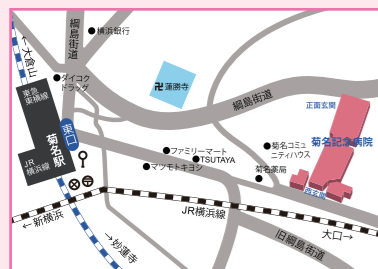 綱島街道
横浜銀行
←大倉山
ダイコク
ドラッグ
東急
東横線
蓮勝寺
綱島街道
正面玄関
菊名記念病院
東口
菊名駅
JR
横浜線
ファミリーマート
TSUTAYA
マツモトキヨシ
菊名コミュ
ニティハウス
菊名薬局
西玄関
←新横浜
JR横浜線
大口→
→妙蓮寺
旧綱島街道